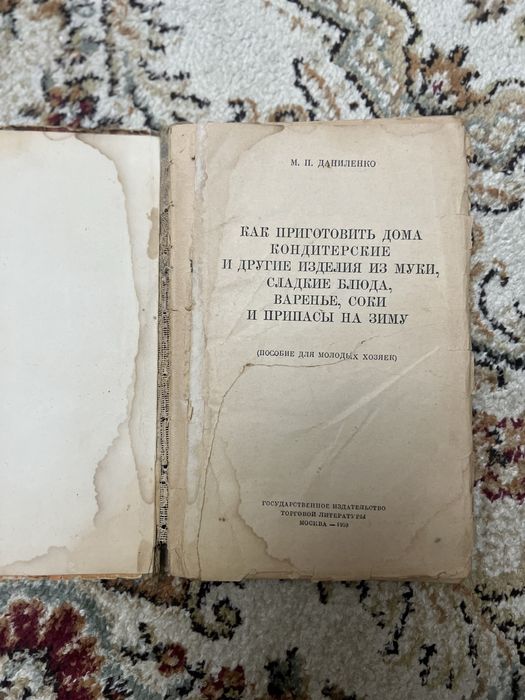 М. П. ДАНИЛЕНКО
КАК ПРИГОТОВИТЬ ДОМА
КОНДИТЕРСКИЕ
И ДРУГИЕ ИЗДЕЛИЯ ИЗ МУКИ,
СЛАДКИЕ БЛЮДА,
ВАРЕНЬЕ, СОКИ
И ПРИПАСЫ НА ЗИМУ
(ПОСОБИЕ ДЛЯ МОЛОДЫХ ХОЗЯЕК)
ГОСУДАРСТВЕННОЕ ИЗДАТЕЛЬСТВО
ТОРГОВОЙ ЛИТЕРАТУРЫ
МОСКВА — 1959